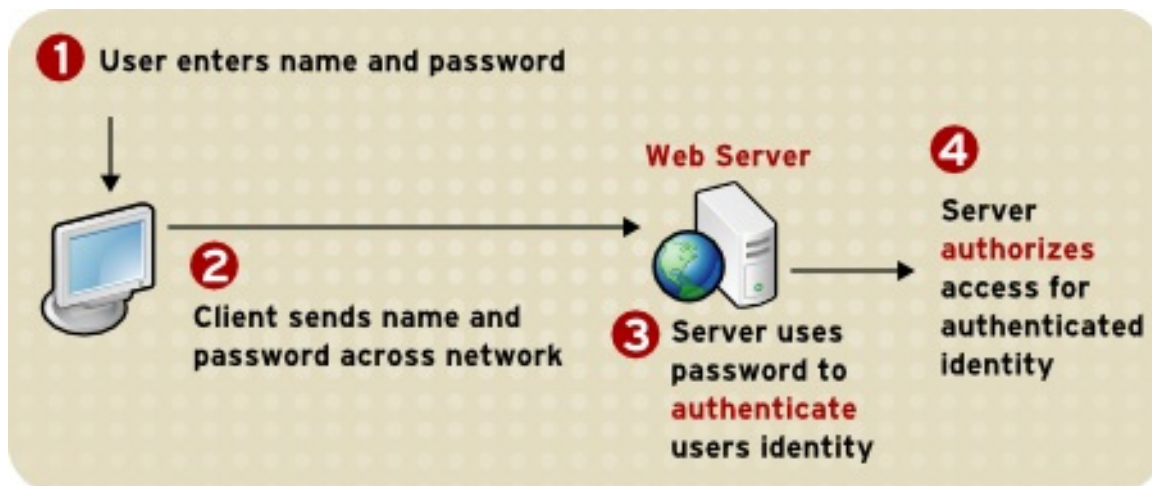 1 User enters name and password
2
Client sends name and
password across network
Web Server
3 Server uses
password to
authenticate
users identity
4
Server
authorizes
access for
authenticated
identity